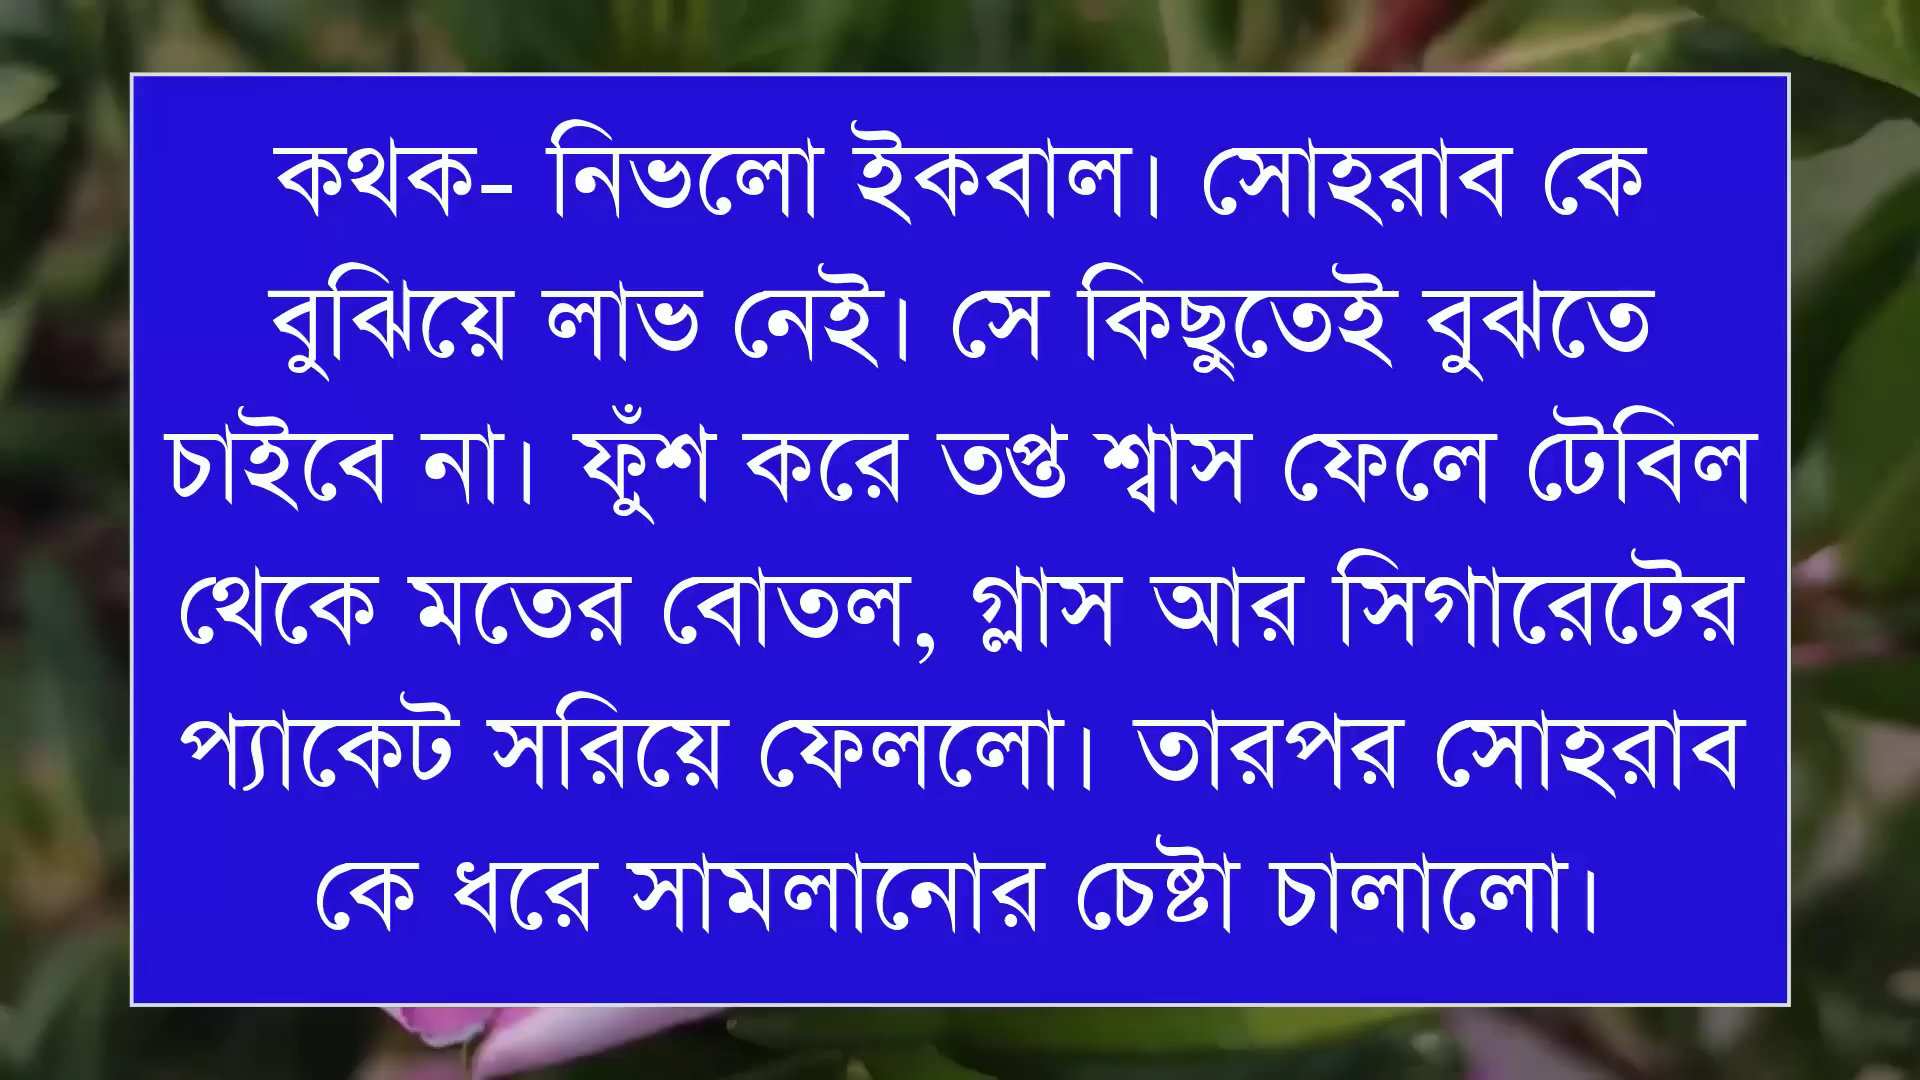 কথক- নিভলো ইকবাল। সোহরাব কে
বুঝিয়ে লাভ নেই। সে কিছুতেই বুঝতে
চাইবে না। ফুঁশ করে তপ্ত শ্বাস ফেলে টেবিল
থেকে মতের বোতল, গ্লাস আর সিগারেটের
প্যাকেট সরিয়ে ফেললো। তারপর সোহরাব
কে ধরে সামলানোর চেষ্টা চালালো।